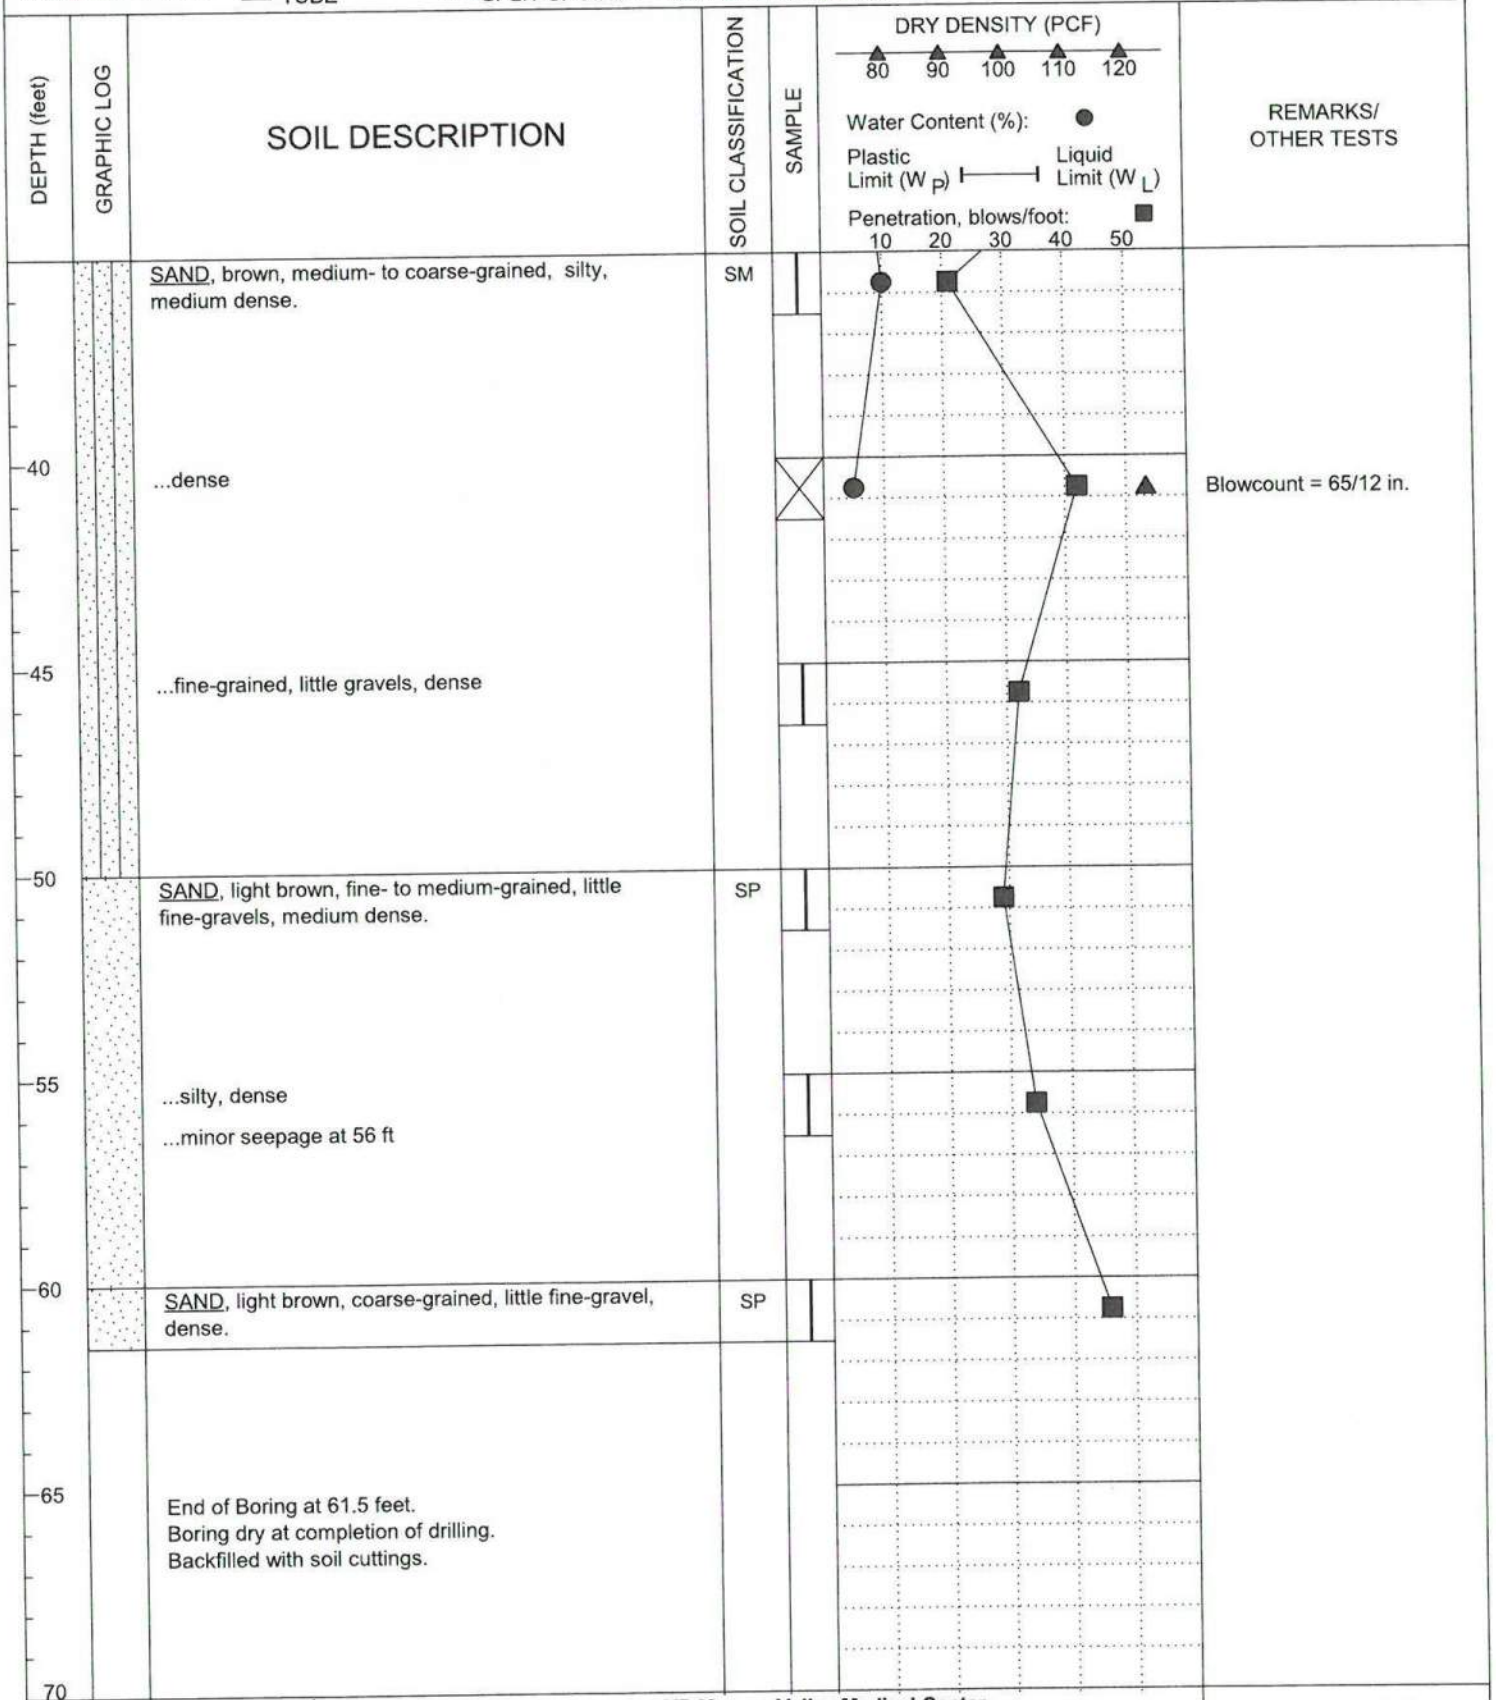 TUBE
DEPTH (feet)
GRAPHIC LOG
SOIL DESCRIPTION
SOIL CLASSIFICATION
SAMPLE
DRY DENSITY (PCF)
80 90 100 110 120
Water Content (%):
Plastic Limit (W P)
Liquid Limit (W L)
Penetration, blows/foot:
10 20 30 40 50
REMARKS/
OTHER TESTS
SAND, brown, medium- to coarse-grained, silty,
medium dense.
SM
40
...dense
Blowcount = 65/12 in.
45
...fine-grained, little gravels, dense
50
SAND, light brown, fine- to medium-grained, little
fine-gravels, medium dense.
SP
55
...silty, dense
...minor seepage at 56 ft
60
SAND, light brown, coarse-grained, little fine-gravel,
dense.
SP
65
End of Boring at 61.5 feet.
Boring dry at completion of drilling.
Backfilled with soil cuttings.
70